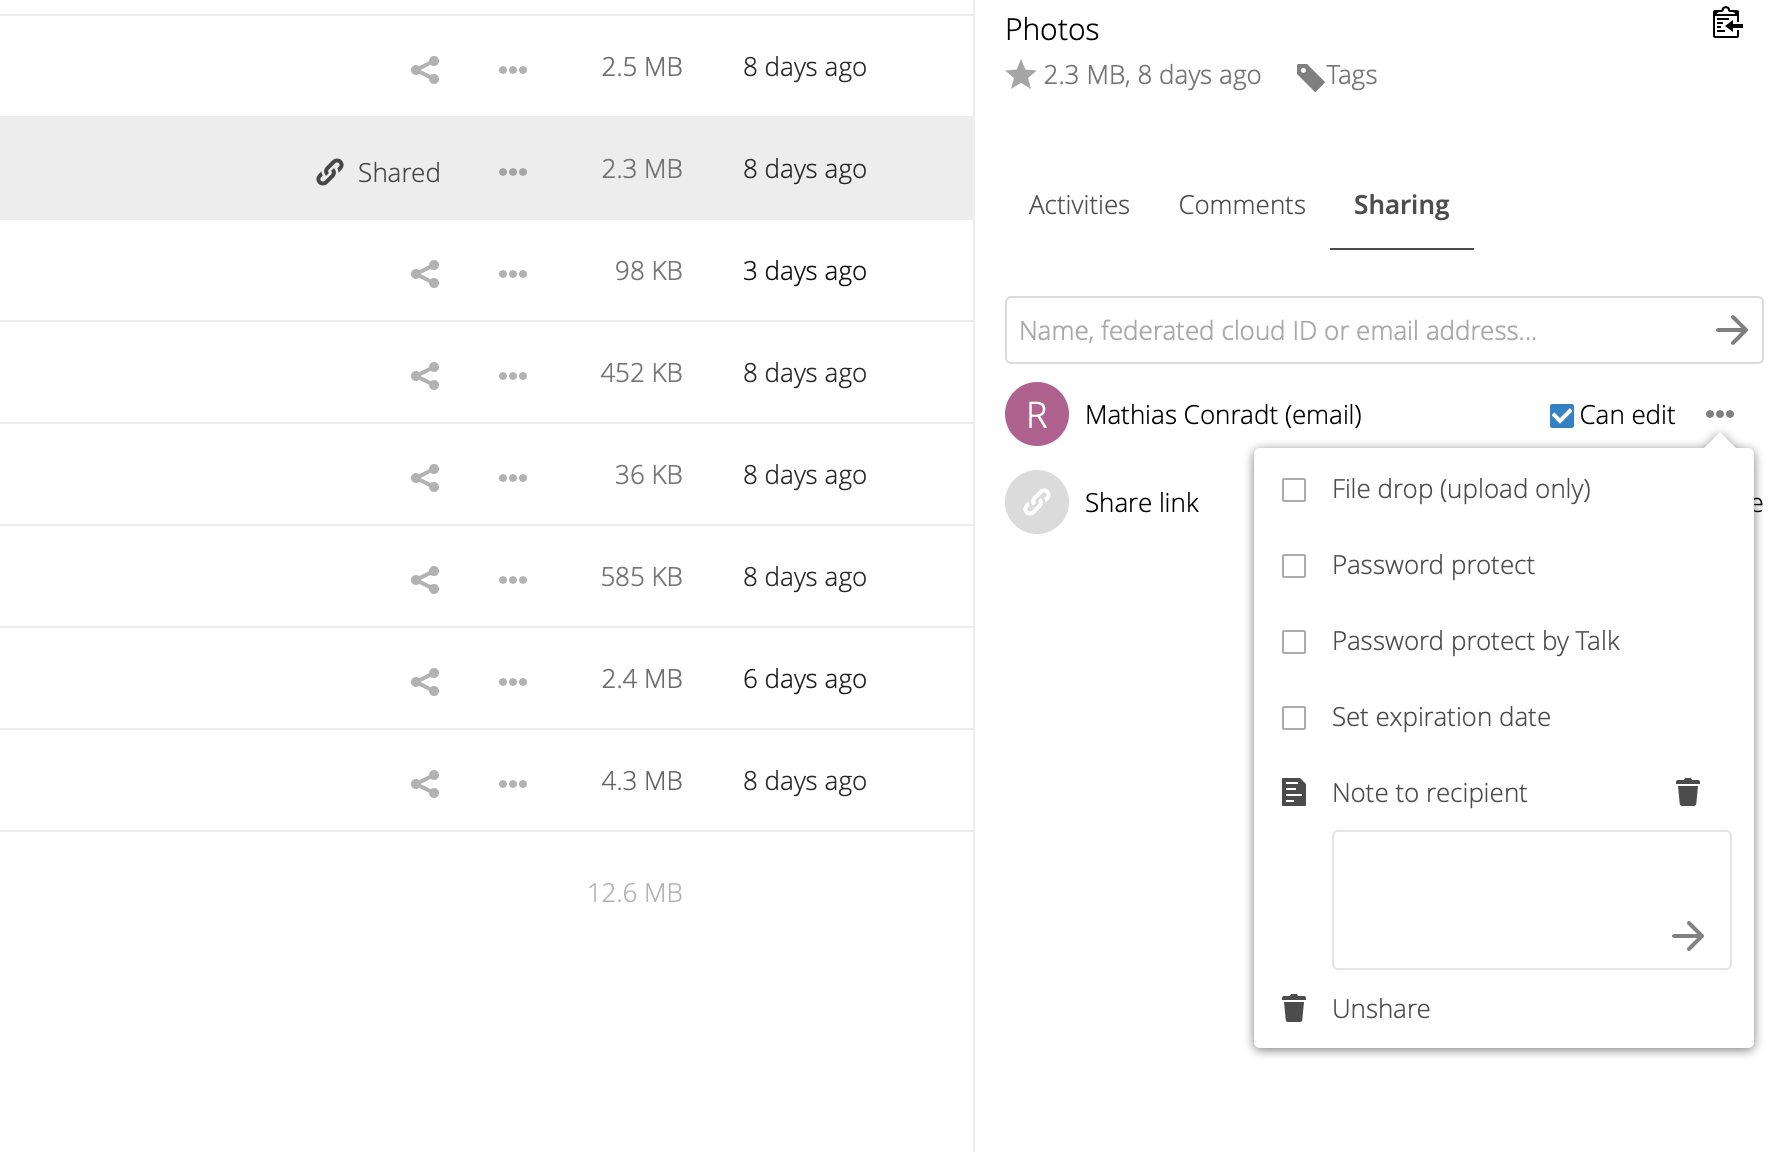 2.5 MB 8 days ago
Shared 2.3 MB 8 days ago
98 KB 3 days ago
452 KB 8 days ago
36 KB 8 days ago
585 KB 8 days ago
2.4 MB 6 days ago
4.3 MB 8 days ago
12.6 MB
Photos
2.3 MB, 8 days ago Tags
Activities Comments Sharing
Name, federated cloud ID or email address...
R Mathias Conradt (email) Can edit
Share link
File drop (upload only)
Password protect
Password protect by Talk
Set expiration date
Note to recipient
Unshare